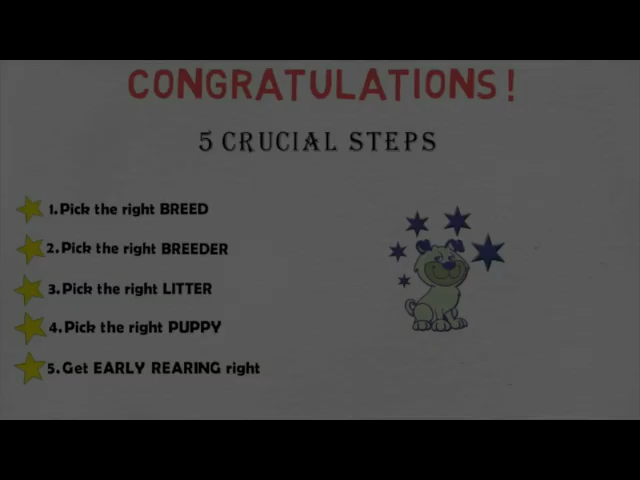 CONGRATULATIONS!
5 CRUCIAL STEPS
1. Pick the right BREED
2. Pick the right BREEDER
3. Pick the right LITTER
4. Pick the right PUPPY
5. Get EARLY REARING right